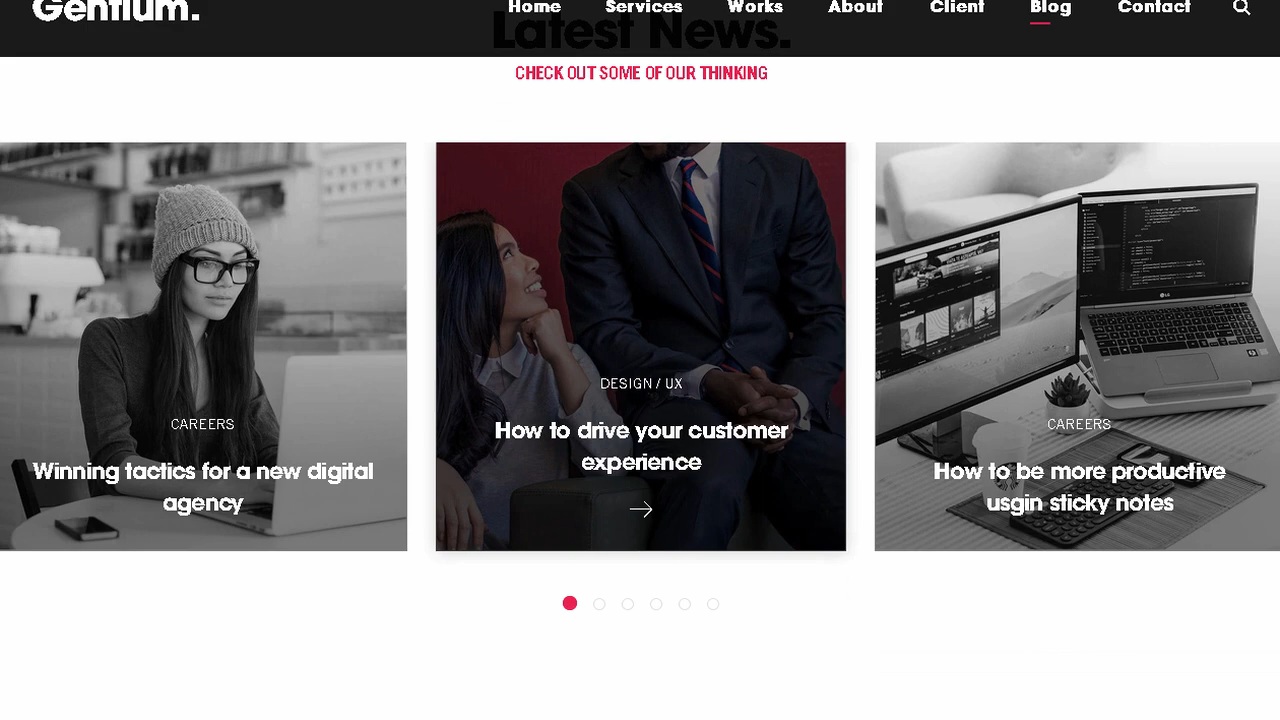 Gentium.
Home Services Works About Client Blog Contact
Latest News.
CHECK OUT SOME OF OUR THINKING
CAREERS
Winning tactics for a new digital
agency
DESIGN / UX
How to drive your customer
experience
CAREERS
How to be more productive
usgin sticky notes